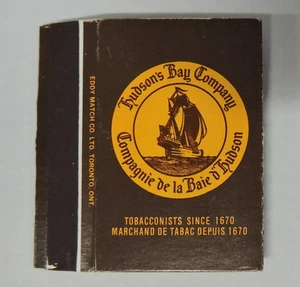 EDDY MATCH CO. LTD. TORONTO, ONT.
Hudson's Bay Company
Compagnie de la Baie d'Hudson
TOBACCONISTS SINCE 1670
MARCHAND DE TABAC DEPUIS 1670